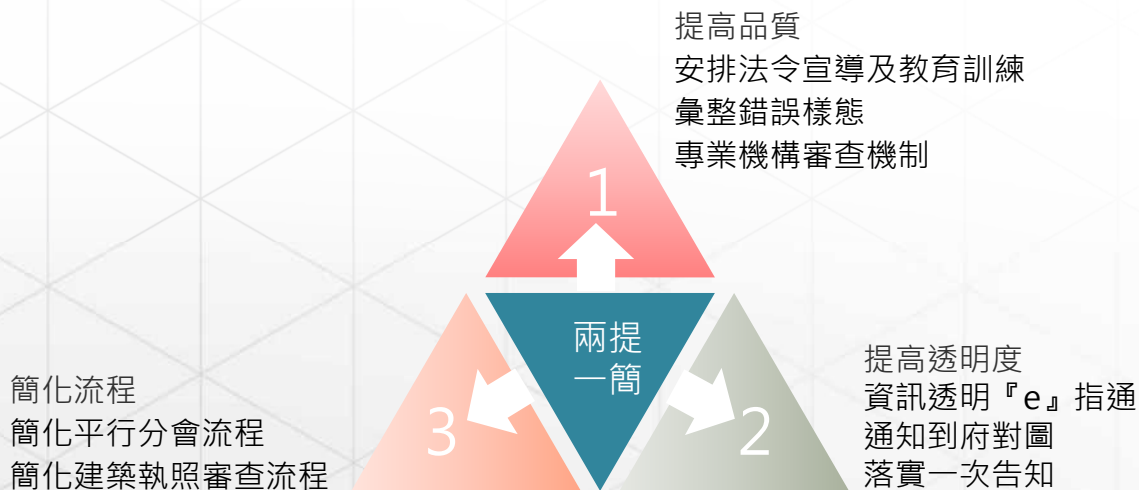 提高品質
安排法令宣導及教育訓練
彙整錯誤樣態
專業機構審查機制
1
兩提
一簡
簡化流程
簡化平行分會流程
簡化建築執照審查流程
3
2
提高透明度
資訊透明『e』指通
通知到府對圖
落實一次告知